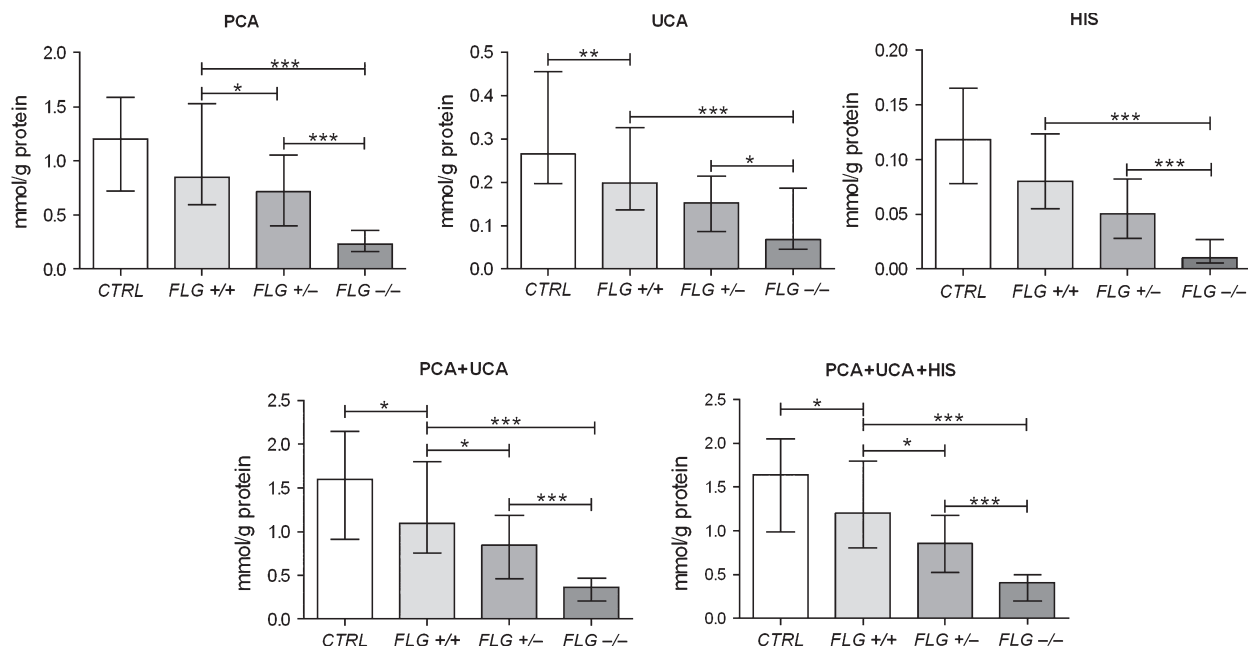 PCA
mmol/g protein
2.0
1.5
1.0
0.5
0.0
***
*
***
CTRL
FLG +/+
FLG +/–
FLG –/–
UCA
mmol/g protein
0.5
0.4
0.3
0.2
0.1
0.0
**
***
*
CTRL
FLG +/+
FLG +/–
FLG –/–
HIS
mmol/g protein
0.20
0.15
0.10
0.05
0.00
***
***
CTRL
FLG +/+
FLG +/–
FLG –/–
PCA+UCA
mmol/g protein
2.5
2.0
1.5
1.0
0.5
0.0
*
***
*
***
CTRL
FLG +/+
FLG +/–
FLG –/–
PCA+UCA+HIS
mmol/g protein
2.5
2.0
1.5
1.0
0.5
0.0
*
***
*
***
CTRL
FLG +/+
FLG +/–
FLG –/–